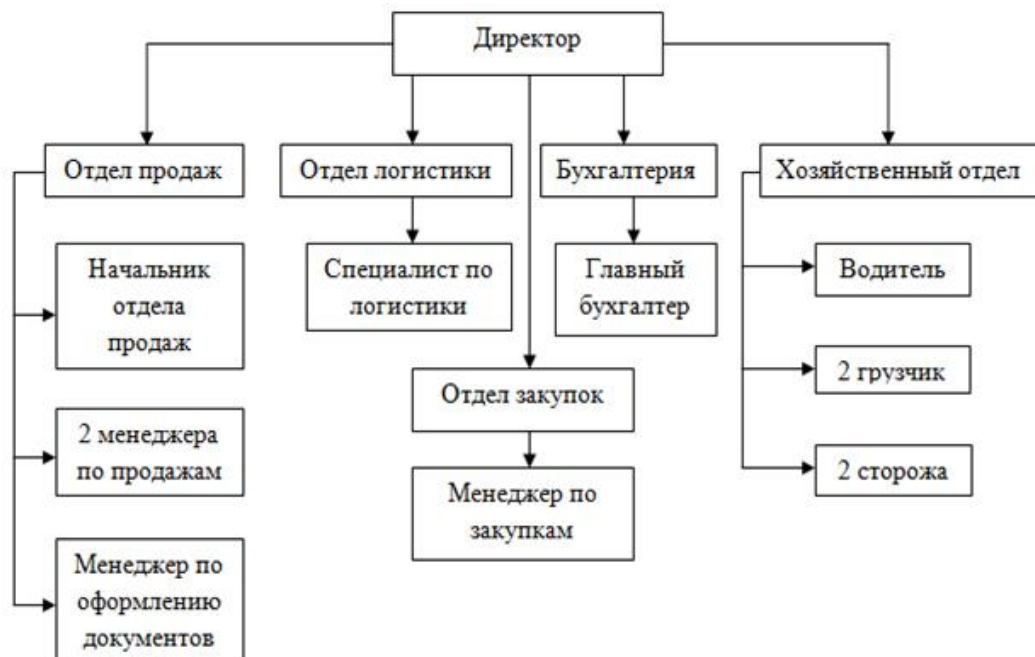 Директор
Отдел продаж
Отдел логистики
Бухгалтерия
Хозяйственный отдел
Начальник
отдела
продаж
Специалист по
логистики
Главный
бухгалтер
Водитель
2 грузчик
Отдел закупок
2 менеджера
по продажам
2 сторожа
Менеджер по
закупкам
Менеджер по
оформлению
документов